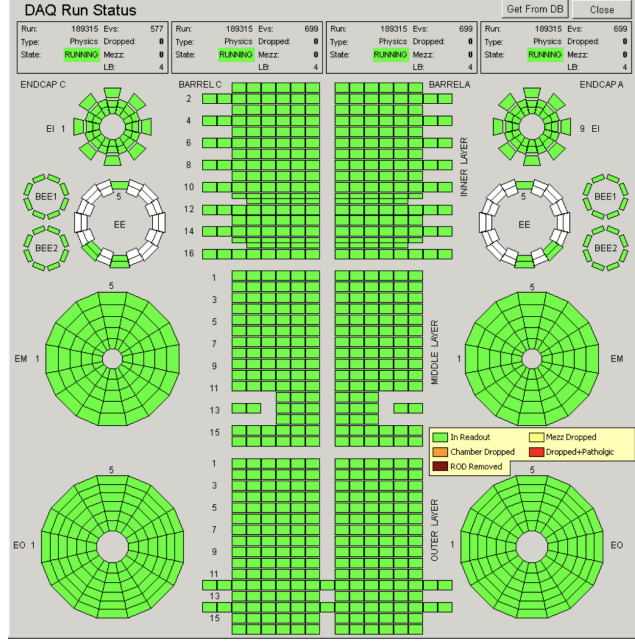 DAQ Run Status
Get From DB Close
Run: 189315 Evs: 577 Run: 189315 Evs: 699 Run: 189315 Evs: 699 Run: 189315 Evs: 699
Type: Physics Dropped: 0 Type: Physics Dropped: 0 Type: Physics Dropped: 0 Type: Physics Dropped: 0
State: RUNNING Mezz: 0 State: RUNNING Mezz: 0 State: RUNNING Mezz: 0 State: RUNNING Mezz: 0
LB: 4 LB: 4 LB: 4 LB: 4
ENDCAP C BARREL C BARREL A ENDCAP A
2
4
EI 1 9 EI
6
8
INNER LAYER
10
BEE1 5 5 BEE1
12
EE EE
14
BEE2 BEE2
16
1
5 5
3
5
7
MIDDLE LAYER
EM 1 1 EM
9
11
13
15
In Readout Mezz Dropped
Chamber Dropped Dropped+Pathologic
ROD Removed
1
5 5
3
5
7
OUTER LAYER
EO 1 1 EO
9
11
13
15